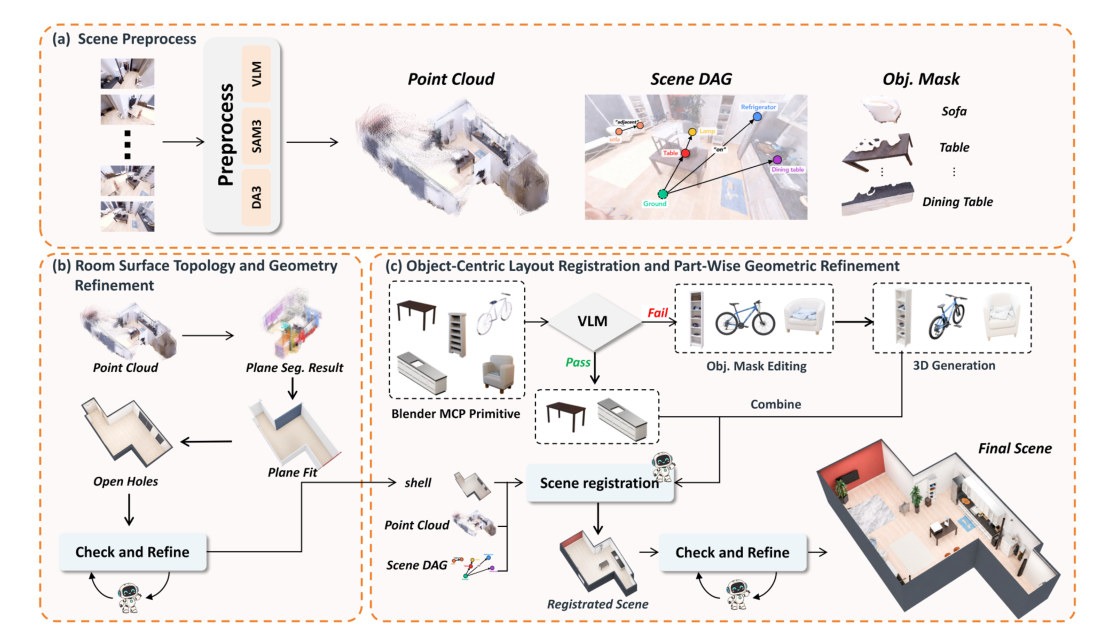 (a) Scene Preprocess
Preprocess
VLM
SAM3
DA3
Point Cloud
Scene DAG
Obj. Mask
"adjacent"
sofa
Lamp
Refrigerator
Table
"on"
Dining table
Ground
Sofa
Table
Dining Table
(b) Room Surface Topology and Geometry
Refinement
Point Cloud
Plane Seg. Result
Open Holes
Plane Fit
Check and Refine
(c) Object-Centric Layout Registration and Part-Wise Geometric Refinement
Blender MCP Primitive
VLM
Fail
Pass
Obj. Mask Editing
3D Generation
Combine
shell
Point Cloud
Scene DAG
Scene registration
Registrated Scene
Check and Refine
Final Scene